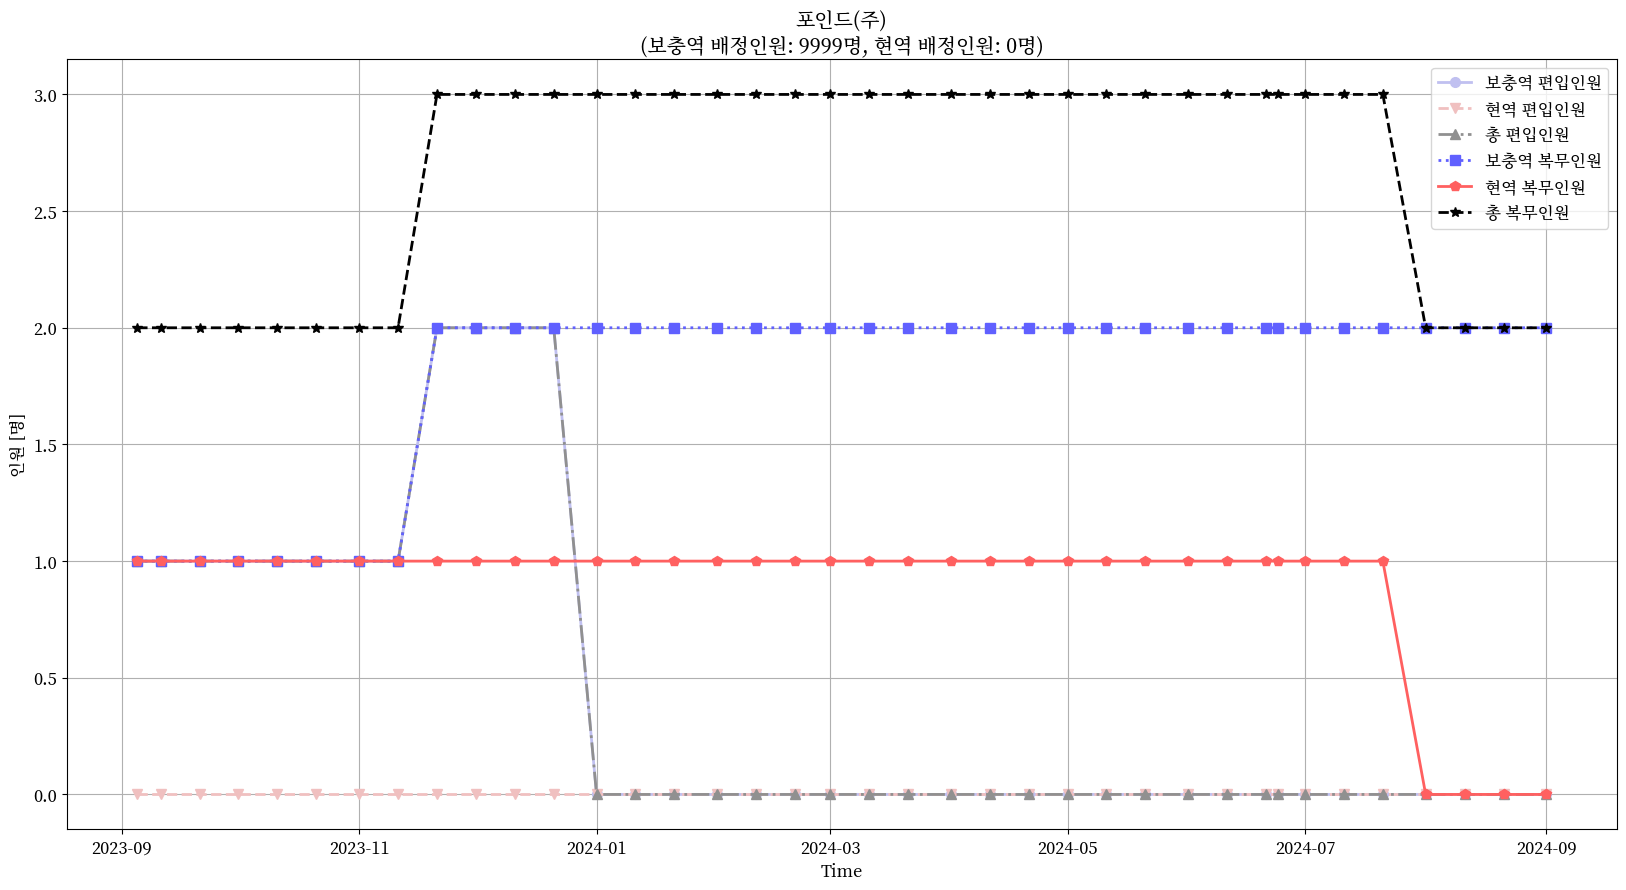 포인드(주)
(보충역 배정인원: 9999명, 현역 배정인원: 0명)
보충역 편입인원
현역 편입인원
총 편입인원
보충역 복무인원
현역 복무인원
총 복무인원
인원 [명]
3.0
2.5
2.0
1.5
1.0
0.5
0.0
2023-09 2023-11 2024-01 2024-03 2024-05 2024-07 2024-09
Time